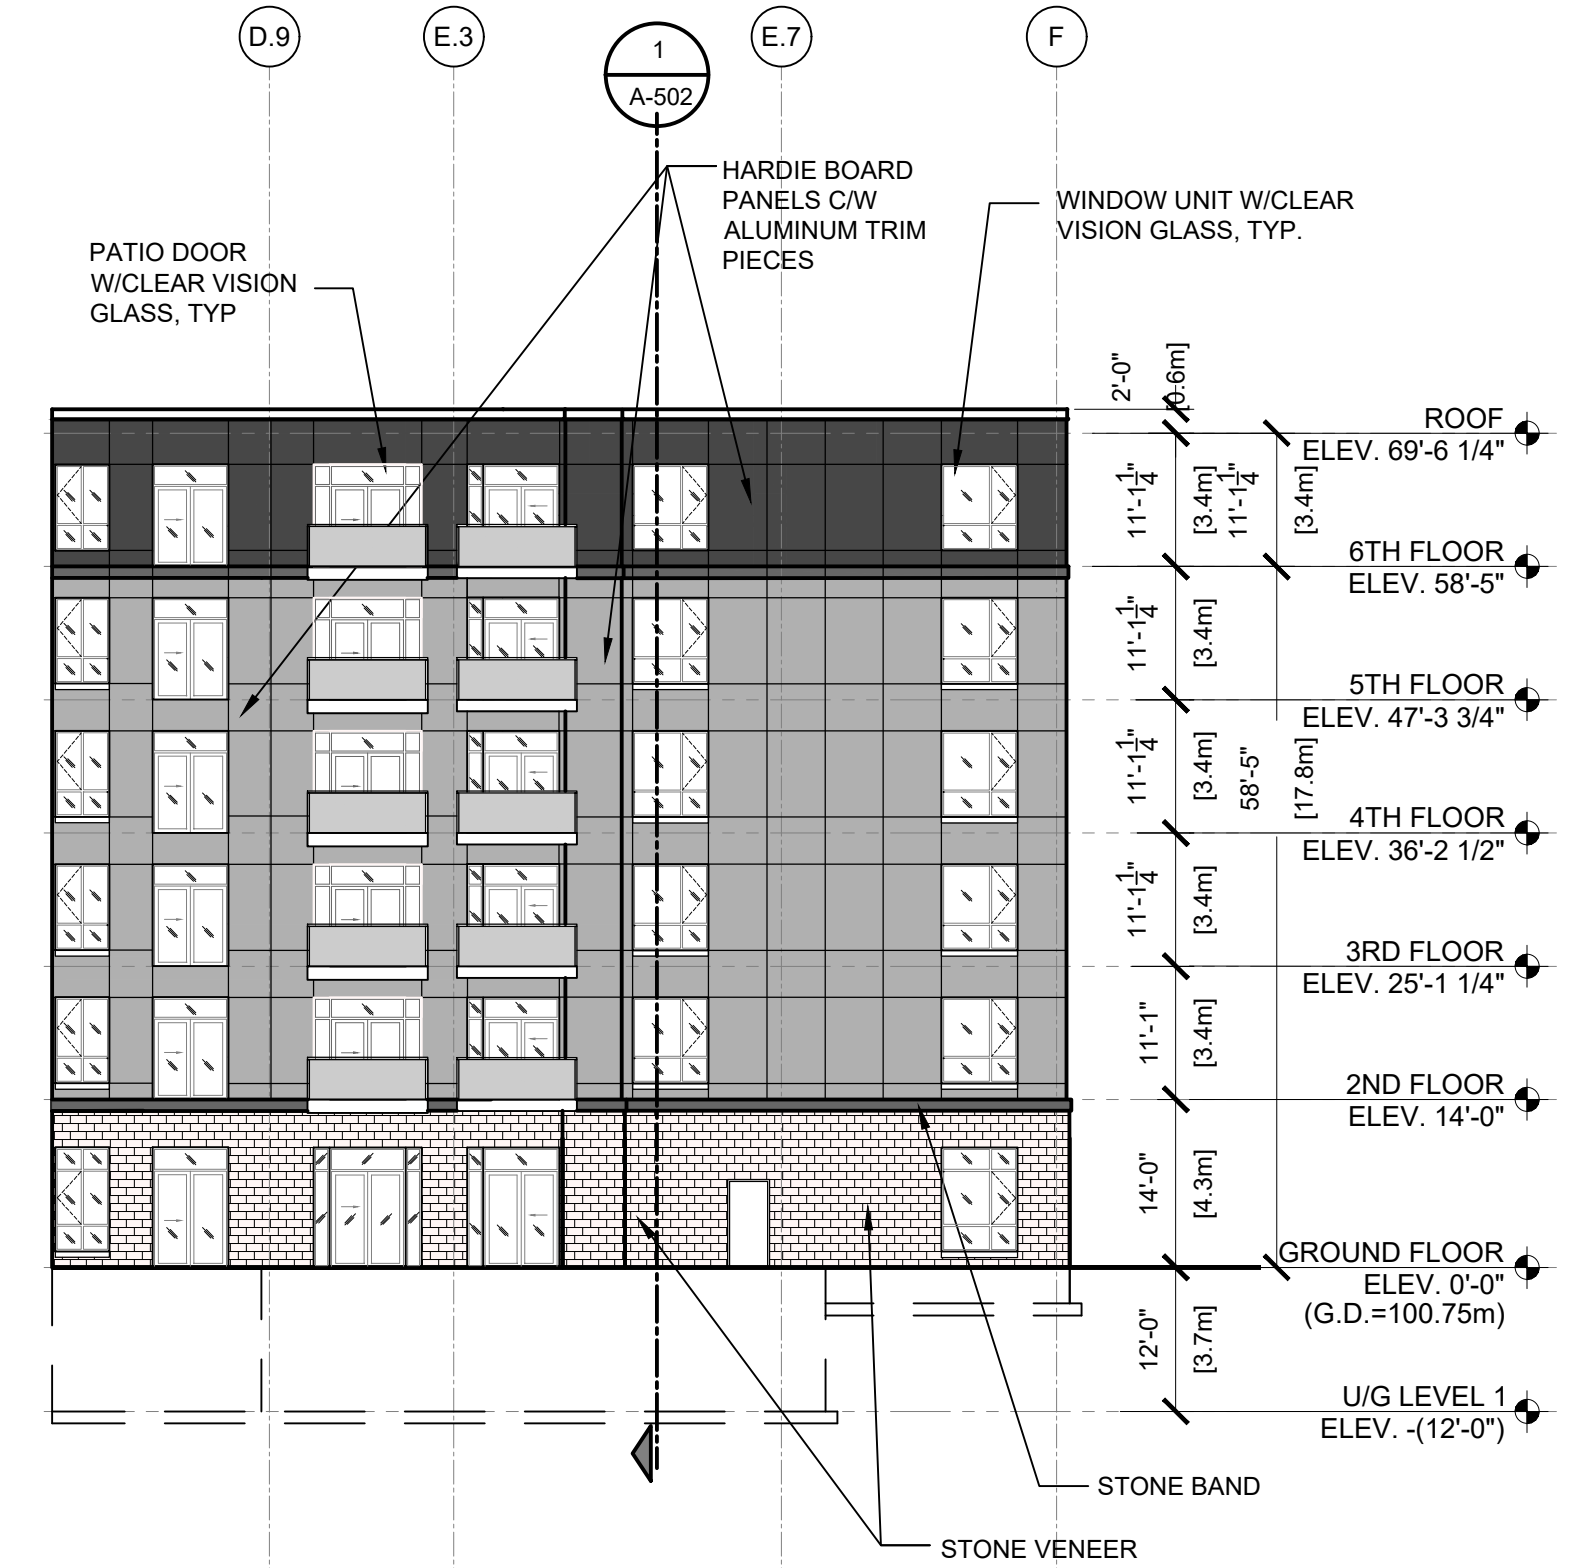 D.9
E.3
1
A-502
E.7
F
HARDIE BOARD
PANELS C/W
ALUMINUM TRIM
PIECES
WINDOW UNIT W/CLEAR
VISION GLASS, TYP.
PATIO DOOR
W/CLEAR VISION
GLASS, TYP
2'-0"
[0.6m]
ROOF
ELEV. 69'-6 1/4"
11'-1 1/4"
[3.4m]
11'-1 1/4"
[3.4m]
6TH FLOOR
ELEV. 58'-5"
11'-1 1/4"
[3.4m]
5TH FLOOR
ELEV. 47'-3 3/4"
11'-1 1/4"
[3.4m]
58'-5"
[17.8m]
4TH FLOOR
ELEV. 36'-2 1/2"
11'-1 1/4"
[3.4m]
3RD FLOOR
ELEV. 25'-1 1/4"
11'-1"
[3.4m]
2ND FLOOR
ELEV. 14'-0"
14'-0"
[4.3m]
GROUND FLOOR
ELEV. 0'-0"
(G.D.=100.75m)
12'-0"
[3.7m]
U/G LEVEL 1
ELEV. -(12'-0")
STONE BAND
STONE VENEER